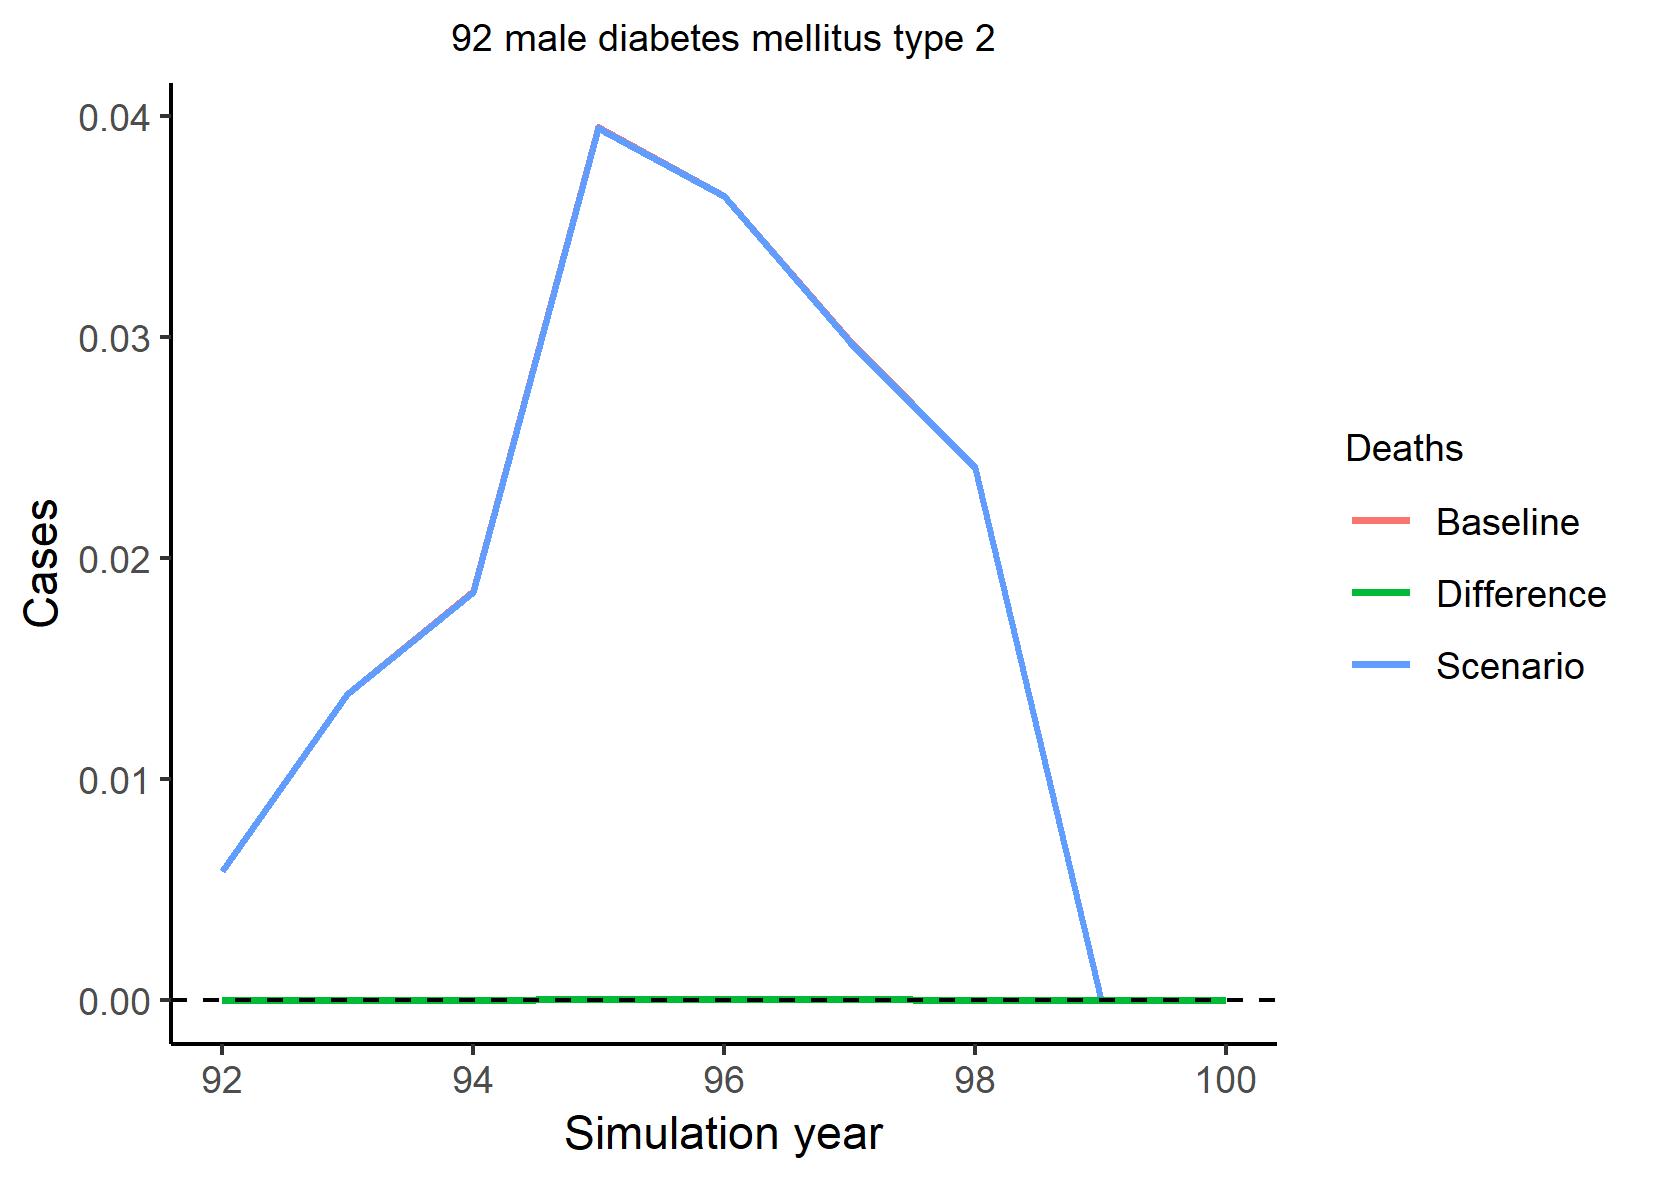 92 male diabetes mellitus type 2
0.04
0.03
0.02
0.01
0.00
Cases
92 94 96 98 100
Simulation year
Deaths
Baseline
Difference
Scenario